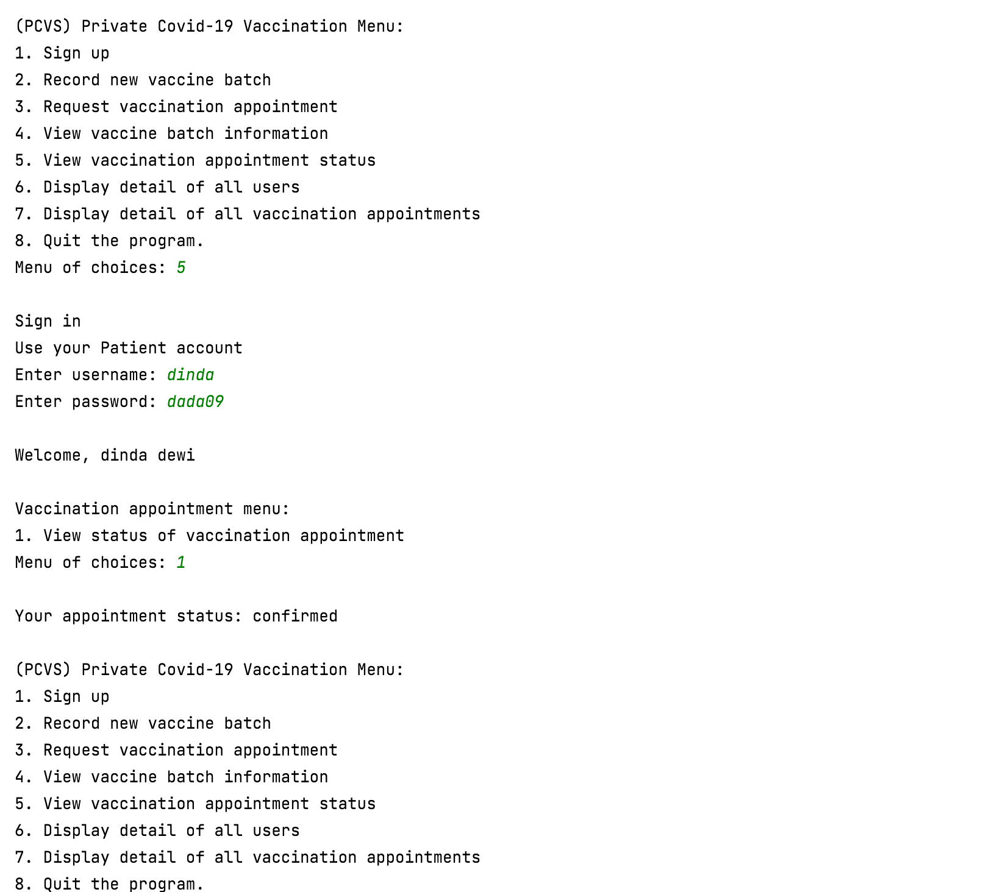 (PCVS) Private Covid-19 Vaccination Menu:
1. Sign up
2. Record new vaccine batch
3. Request vaccination appointment
4. View vaccine batch information
5. View vaccination appointment status
6. Display detail of all users
7. Display detail of all vaccination appointments
8. Quit the program.
Menu of choices: 5
Sign in
Use your Patient account
Enter username: dinda
Enter password: dada09
Welcome, dinda dewi
Vaccination appointment menu:
1. View status of vaccination appointment
Menu of choices: 1
Your appointment status: confirmed
(PCVS) Private Covid-19 Vaccination Menu:
1. Sign up
2. Record new vaccine batch
3. Request vaccination appointment
4. View vaccine batch information
5. View vaccination appointment status
6. Display detail of all users
7. Display detail of all vaccination appointments
8. Quit the program.